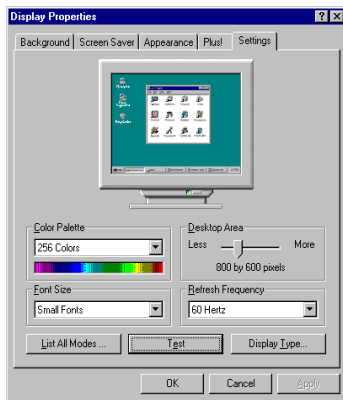 Display Properties
Background Screen Saver Appearance Plus! Settings
Color Palette
256 Colors
Desktop Area
Less More
800 by 600 pixels
Font Size
Small Fonts
Refresh Frequency
60 Hertz
List All Modes ... Test Display Type...
OK Cancel Apply